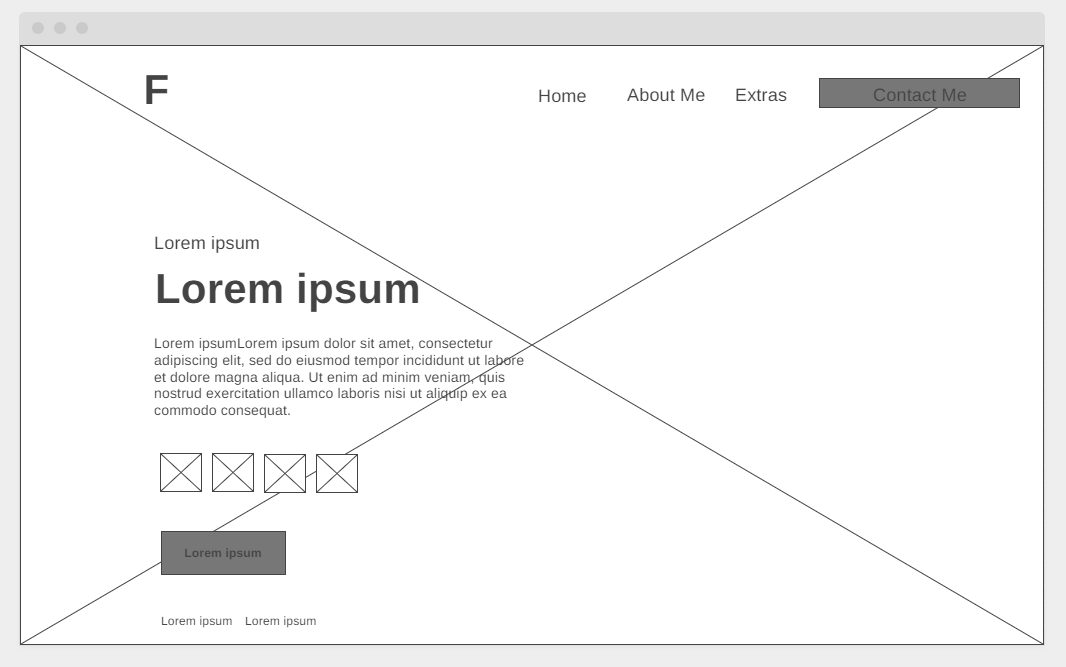 F
Home About Me Extras Contact Me
Lorem ipsum
Lorem ipsum
Lorem ipsumLorem ipsum dolor sit amet, consectetur
adipiscing elit, sed do eiusmod tempor incididunt ut labore
et dolore magna aliqua. Ut enim ad minim veniam, quis
nostrud exercitation ullamco laboris nisi ut aliquip ex ea
commodo consequat.
Lorem ipsum
Lorem ipsum Lorem ipsum